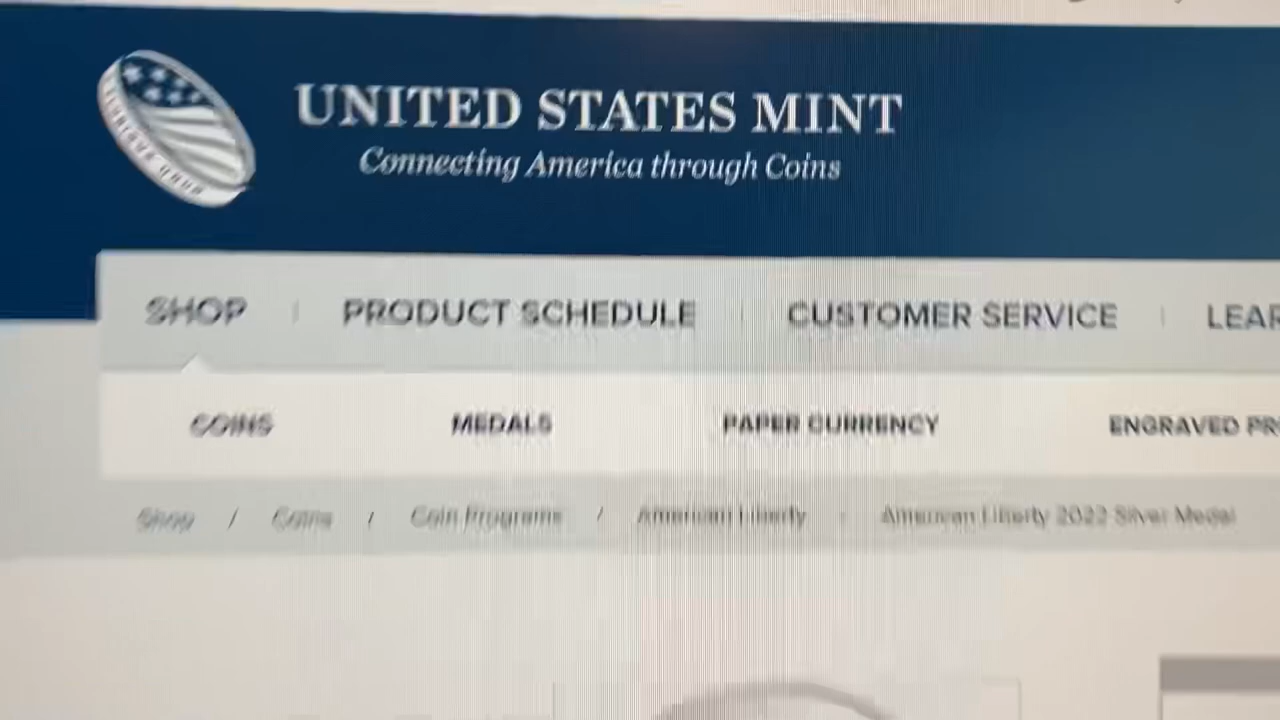 UNITED STATES MINT
Connecting America through Coins
SHOP PRODUCT SCHEDULE CUSTOMER SERVICE LEAR
COINS MEDALS PAPER CURRENCY ENGRAVED PR
Shop / Coins / Coin Programs / American Liberty American Liberty 2022 Silver Medal